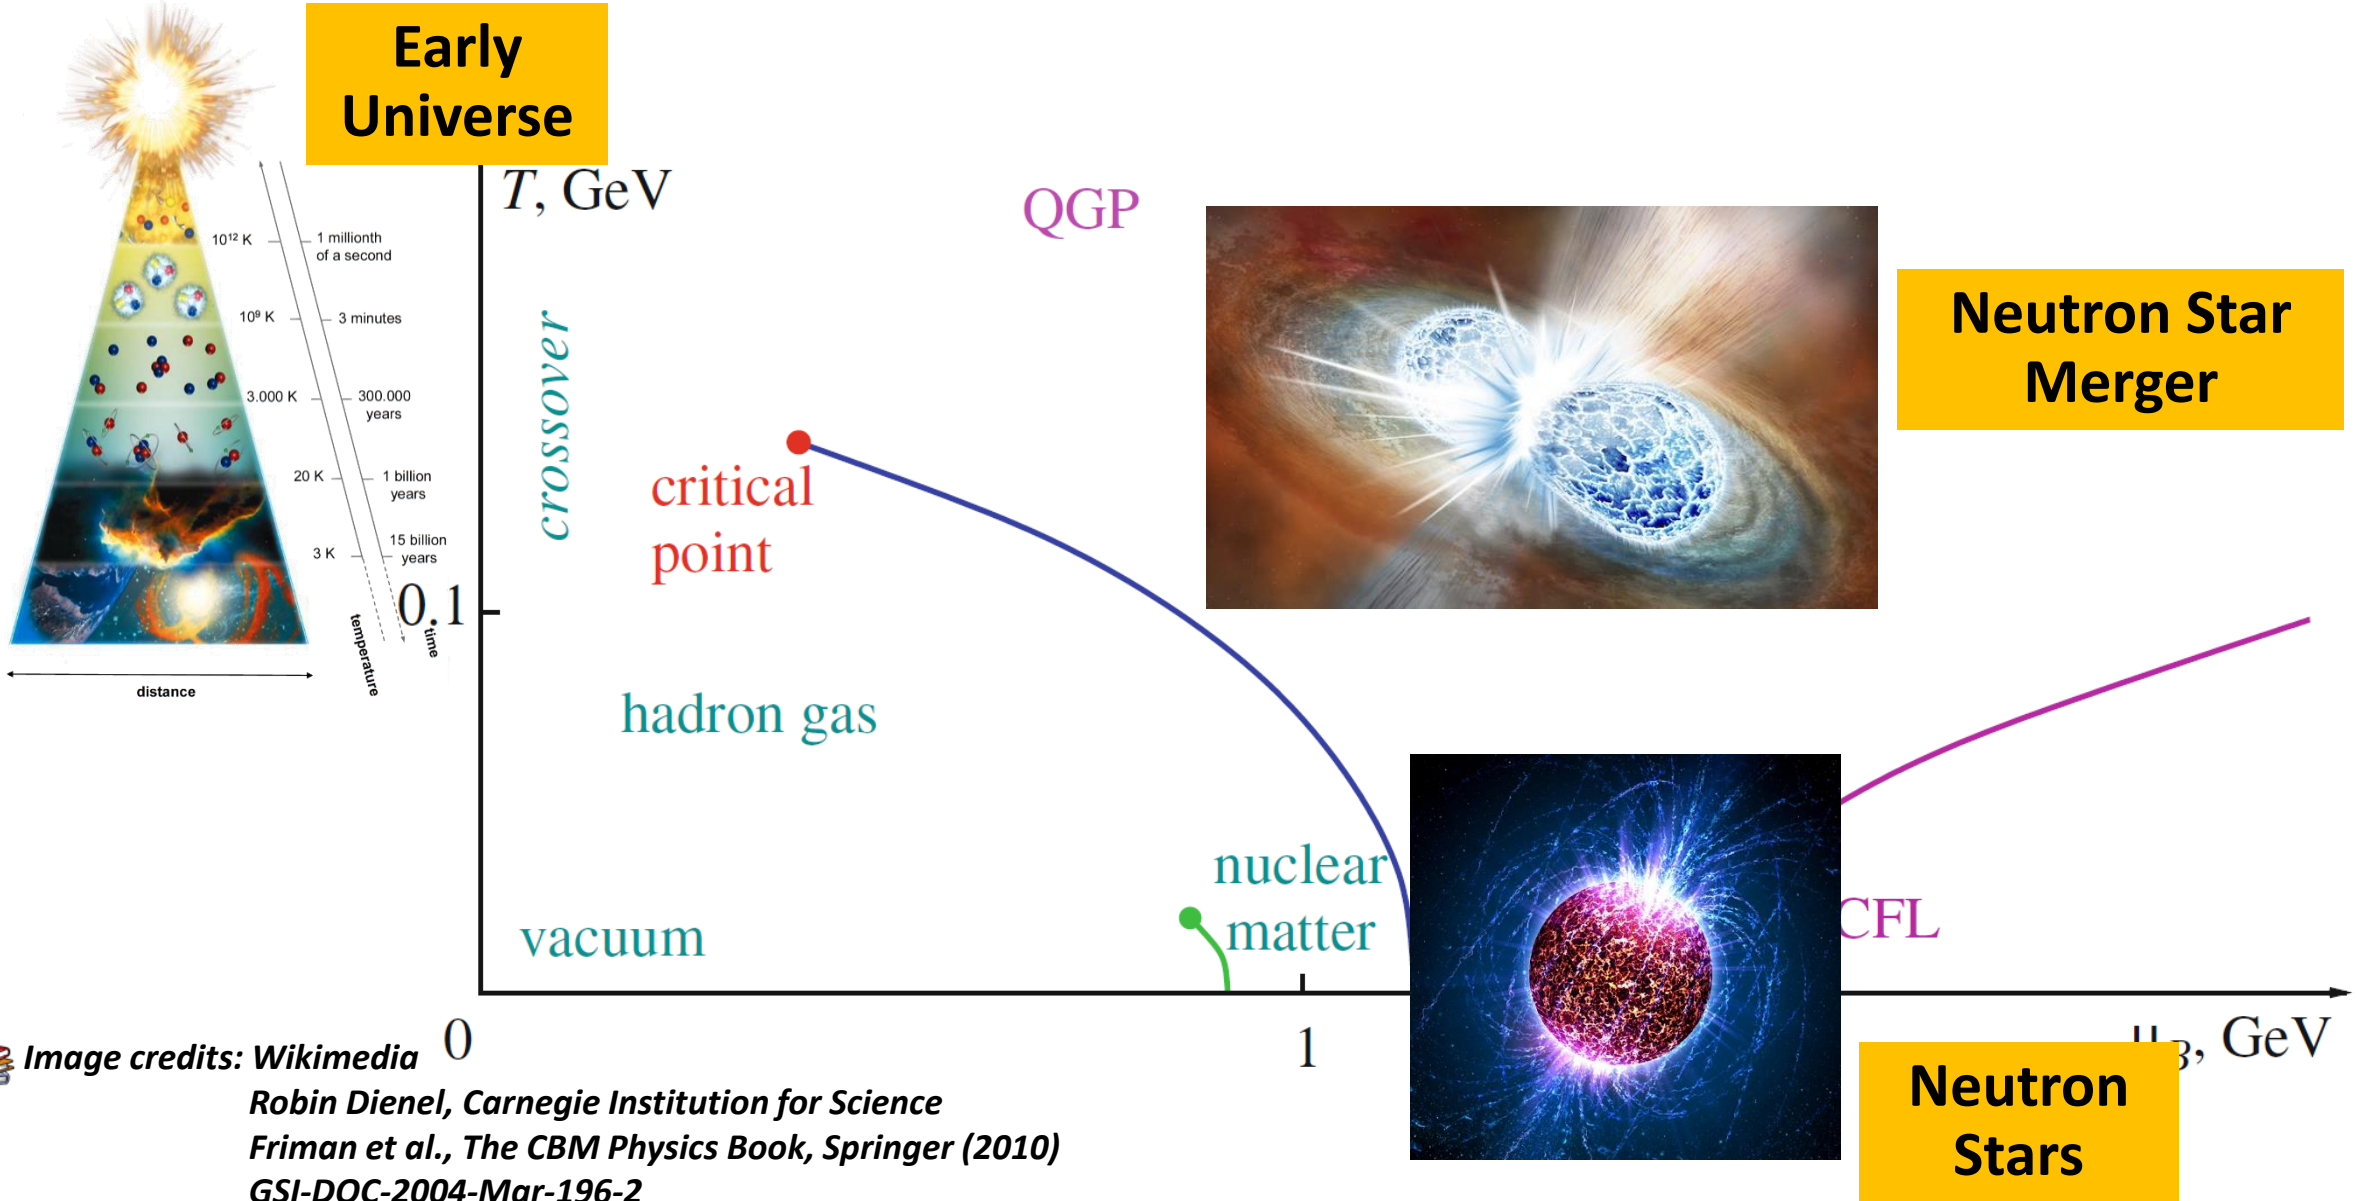 Early
Universe
T, GeV
QGP
10¹² K
1 millionth
of a second
10⁹ K
3 minutes
3.000 K
300.000
years
20 K
1 billion
years
3 K
15 billion
years
temperature
time
distance
crossover
critical
point
Neutron Star
Merger
0.1
hadron gas
nuclear
matter
vacuum
CFL
0
1
μB, GeV
Neutron
Stars
Image credits: Wikimedia
Robin Dienel, Carnegie Institution for Science
Friman et al., The CBM Physics Book, Springer (2010)
GSI-DOC-2004-Mar-196-2